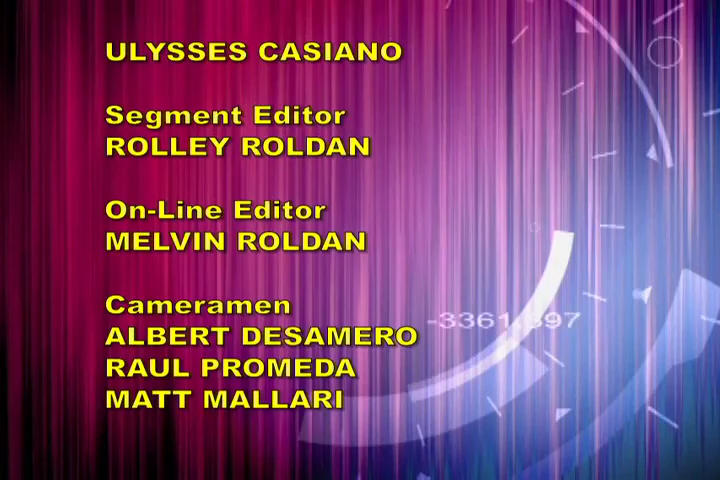 ULYSSES CASIANO
Segment Editor
ROLLEY ROLDAN
On-Line Editor
MELVIN ROLDAN
Cameramen
ALBERT DESAMERO
RAUL PROMEDA
MATT MALLARI